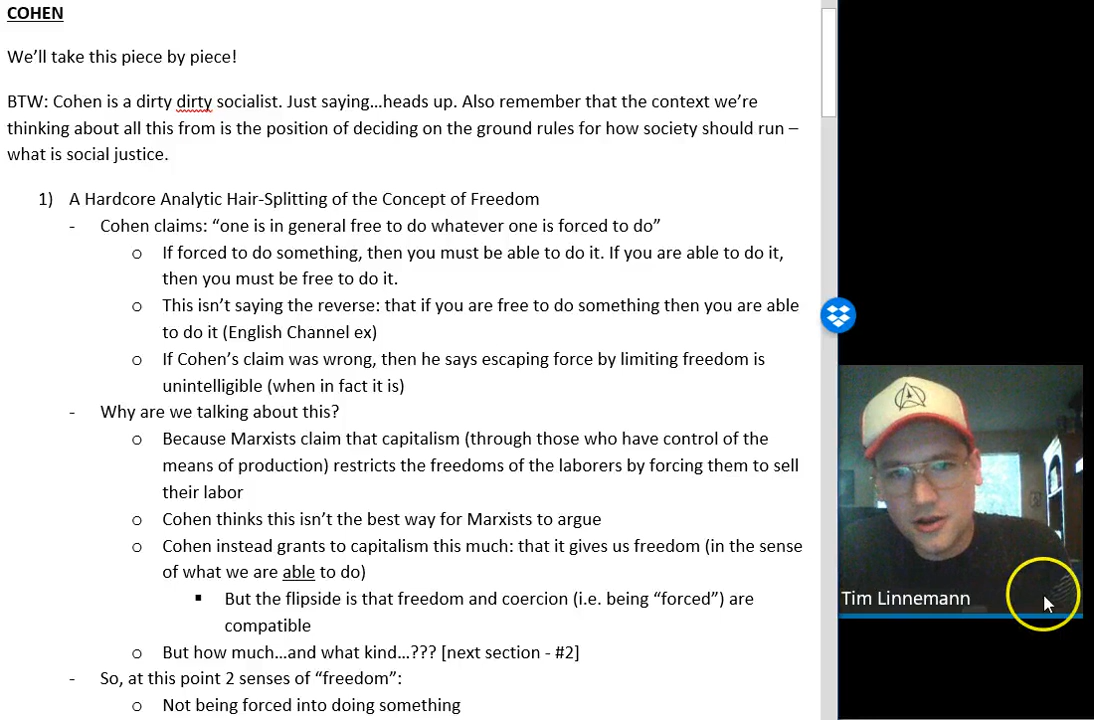 COHEN
We’ll take this piece by piece!
BTW: Cohen is a dirty dirty socialist. Just saying…heads up. Also remember that the context we’re
thinking about all this from is the position of deciding on the ground rules for how society should run –
what is social justice.
1) A Hardcore Analytic Hair-Splitting of the Concept of Freedom
- Cohen claims: “one is in general free to do whatever one is forced to do”
o If forced to do something, then you must be able to do it. If you are able to do it,
then you must be free to do it.
o This isn’t saying the reverse: that if you are free to do something then you are able
to do it (English Channel ex)
o If Cohen’s claim was wrong, then he says escaping force by limiting freedom is
unintelligible (when in fact it is)
- Why are we talking about this?
o Because Marxists claim that capitalism (through those who have control of the
means of production) restricts the freedoms of the laborers by forcing them to sell
their labor
o Cohen thinks this isn’t the best way for Marxists to argue
o Cohen instead grants to capitalism this much: that it gives us freedom (in the sense
of what we are able to do)
▪ But the flipside is that freedom and coercion (i.e. being “forced”) are
compatible
o But how much…and what kind…??? [next section - #2]
- So, at this point 2 senses of “freedom”:
o Not being forced into doing something
Tim Linnemann